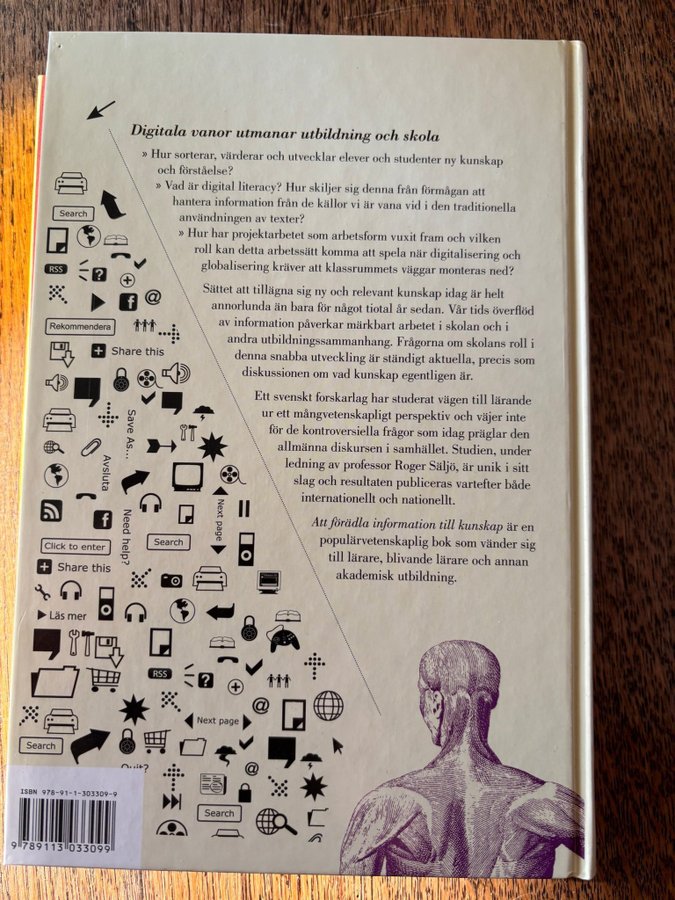 Digitala vanor utmanar utbildning och skola
» Hur sorterar, värderar och utvecklar elever och studenter ny kunskap
och förståelse?
» Vad är digital literacy? Hur skiljer sig denna från förmågan att
hantera information från de källor vi är vana vid i den traditionella
användningen av texter?
» Hur har projektarbetet som arbetsform vuxit fram och vilken
roll kan detta arbetssätt komma att spela när digitalisering och
globalisering kräver att klassrummets väggar monteras ned?
Sättet att tillägna sig ny och relevant kunskap idag är helt
annorlunda än bara för något tiotal år sedan. Vår tids överflöd
av information påverkar märkbart arbetet i skolan och i
andra utbildningssammanhang. Frågorna om skolans roll i
denna snabba utveckling är ständigt aktuella, precis som
diskussionen om vad kunskap egentligen är.
Ett svenskt forskarlag har studerat vägen till lärande
ur ett mångvetenskapligt perspektiv och väjer inte
för de kontroversiella frågor som idag präglar den
allmänna diskursen i samhället. Studien, under
ledning av professor Roger Säljö, är unik i sitt
slag och resultaten publiceras vartefter både
internationellt och nationellt.
Att förädla information till kunskap är en
populärvetenskaplig bok som vänder sig
till lärare, blivande lärare och annan
akademisk utbildning.
Search
RSS
?
f @
Rekommendera
+ Share this
Save As...
Avsluta
Next page
f
Need help?
Click to enter
Search
+ Share this
Läs mer
RSS
?
@
Next page
Search
Quit?
@
Search
ISBN 978-91-1-303309-9
9 789113 033099